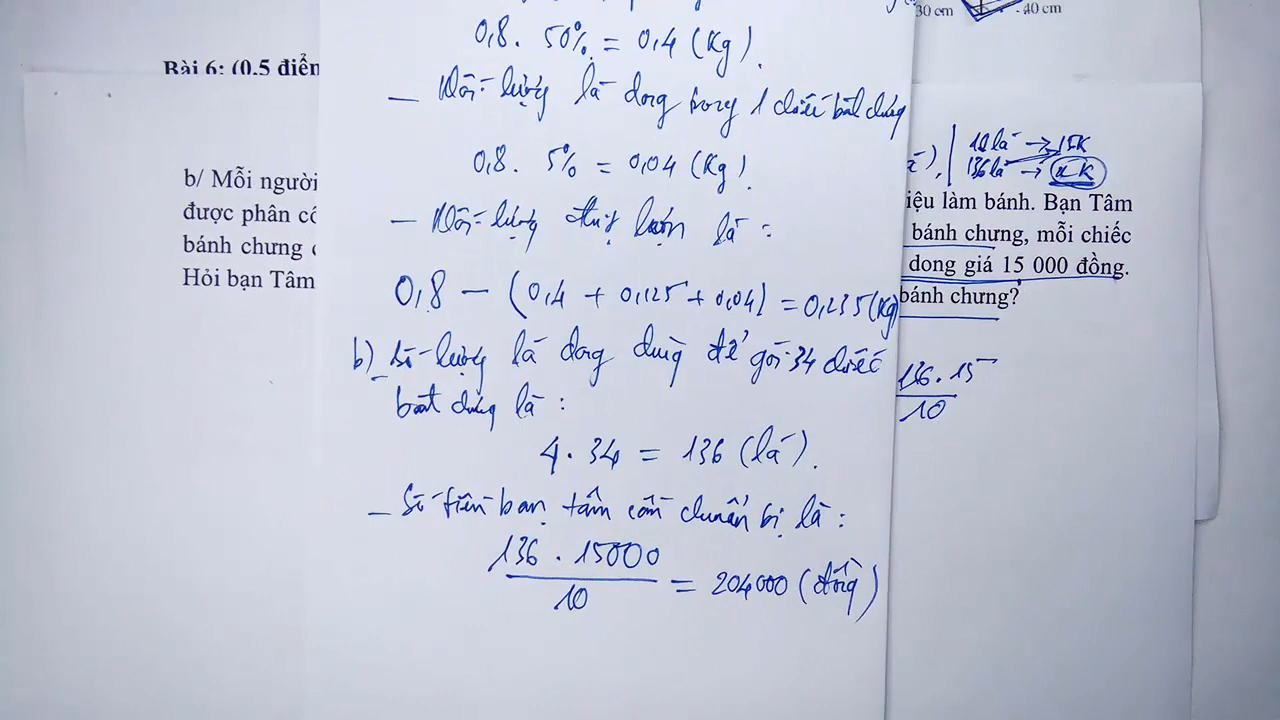 30 cm
40 cm
0,8 . 50% = 0,4 (Kg).
Bài 6: (0,5 điển
– Khối lượng lá dong trong 1 chiếc bánh chưng
0,8 . 5% = 0,04 (Kg).
– Khối lượng thịt lợn là :
0,8 – (0,4 + 0,125 + 0,04) = 0,235 (Kg)
b) – Số lượng lá dong dùng để gói 34 chiếc
bánh chưng là :
4 . 34 = 136 (lá).
– Số tiền bạn tâm cần chuẩn bị là :
136 . 15000
10
= 204000 (đồng)
b/ Mỗi người
được phân cô
bánh chưng
Hỏi bạn Tâm
10 lá → 15K
136 lá → x K
iệu làm bánh. Bạn Tâm
bánh chưng, mỗi chiếc
dong giá 15 000 đồng.
bánh chưng?
136 . 15
10